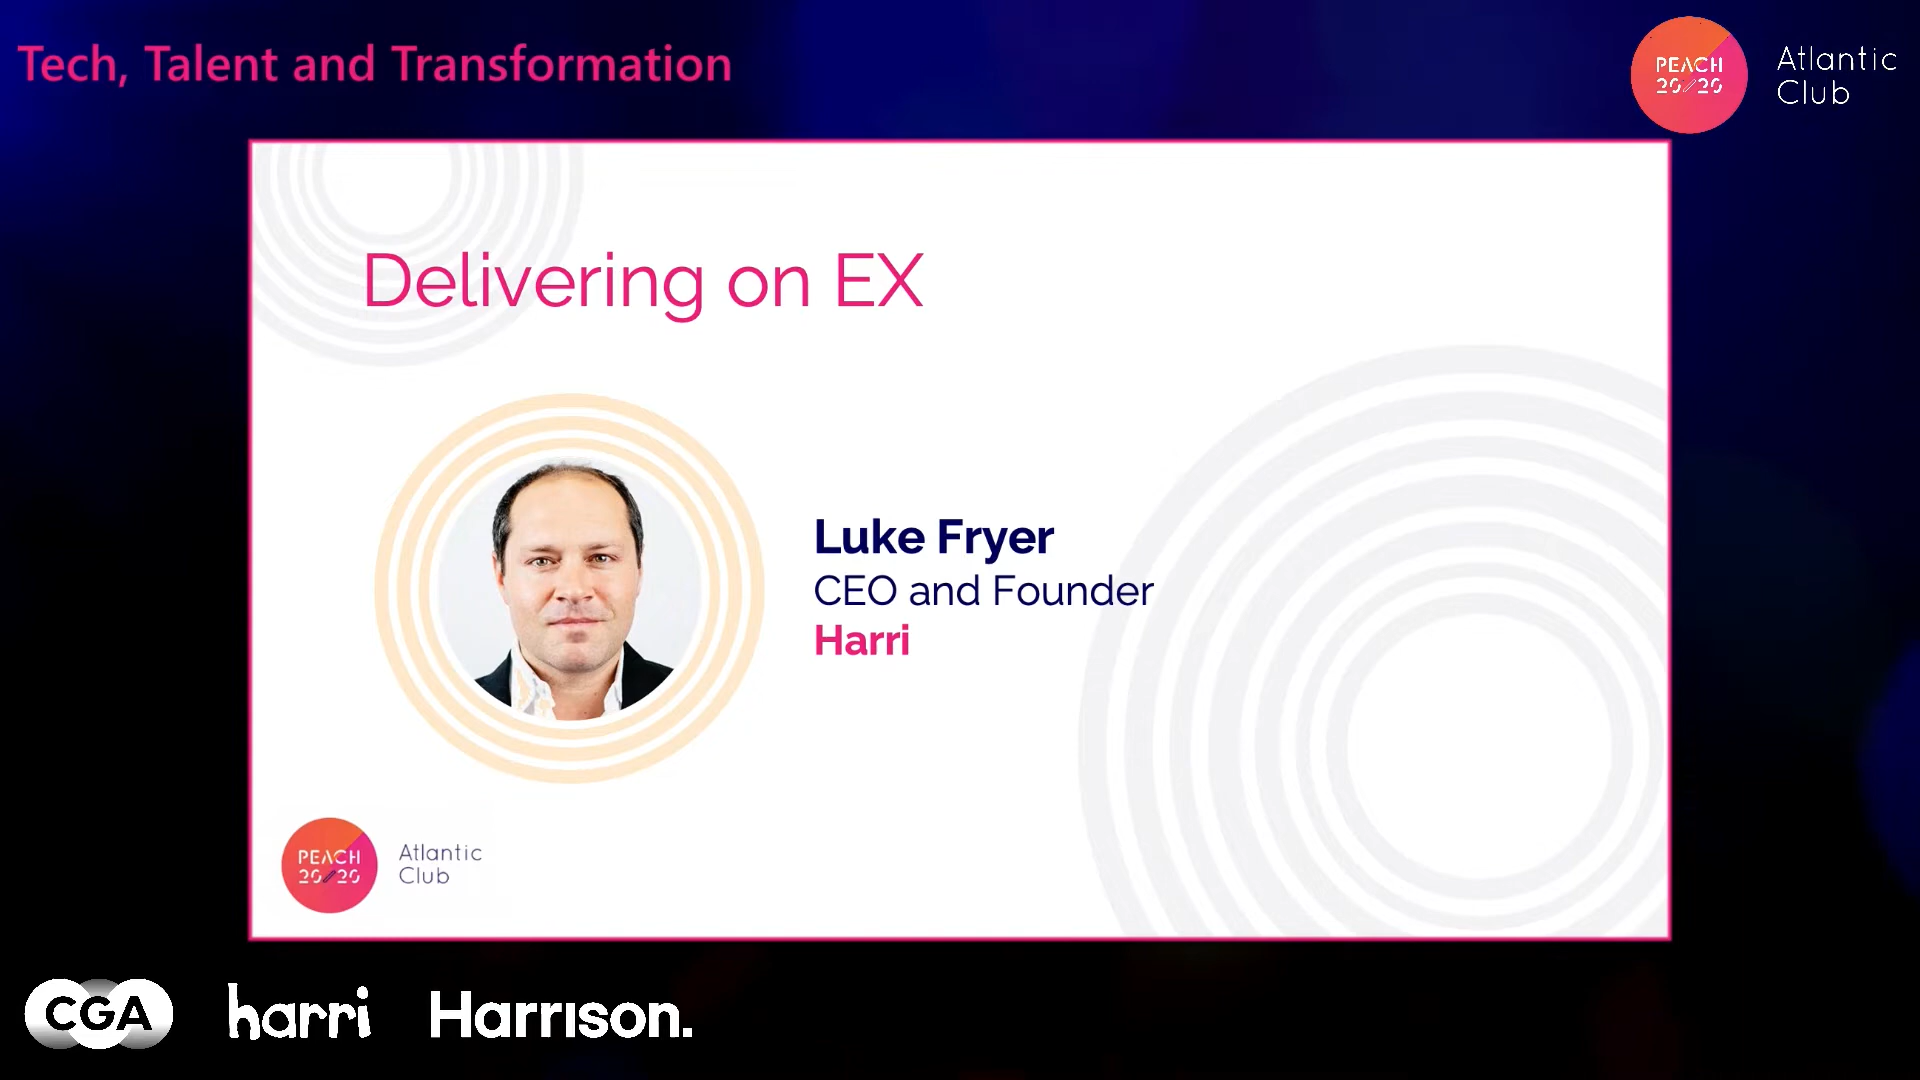 Tech, Talent and Transformation
PEACH
20/20
Atlantic
Club
Delivering on EX
Luke Fryer
CEO and Founder
Harri
PEACH
20/20
Atlantic
Club
CGA
harri
Harrison.